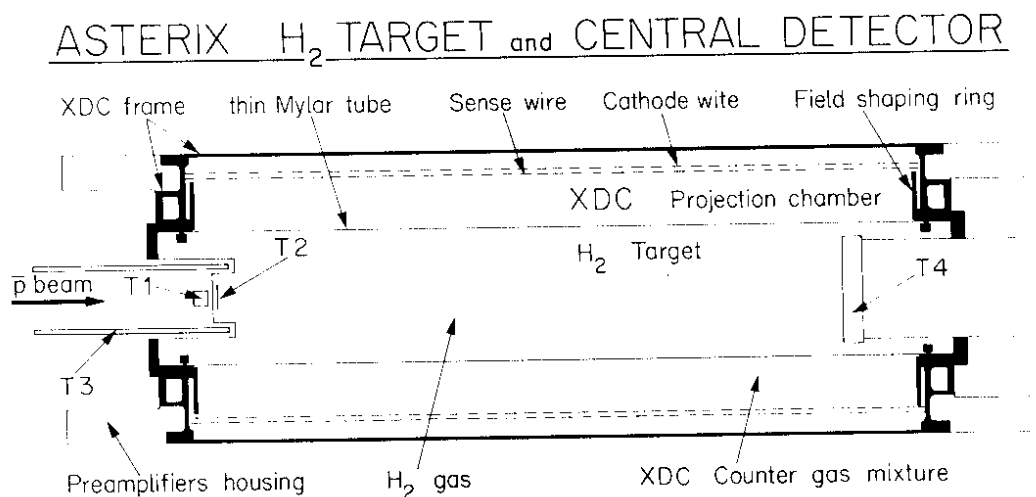 ASTERIX H₂ TARGET and CENTRAL DETECTOR
XDC frame thin Mylar tube Sense wire Cathode wite Field shaping ring
XDC Projection chamber
H₂ Target
T2
T4
p̅ beam T1
T3
Preamplifiers housing H₂ gas XDC Counter gas mixture